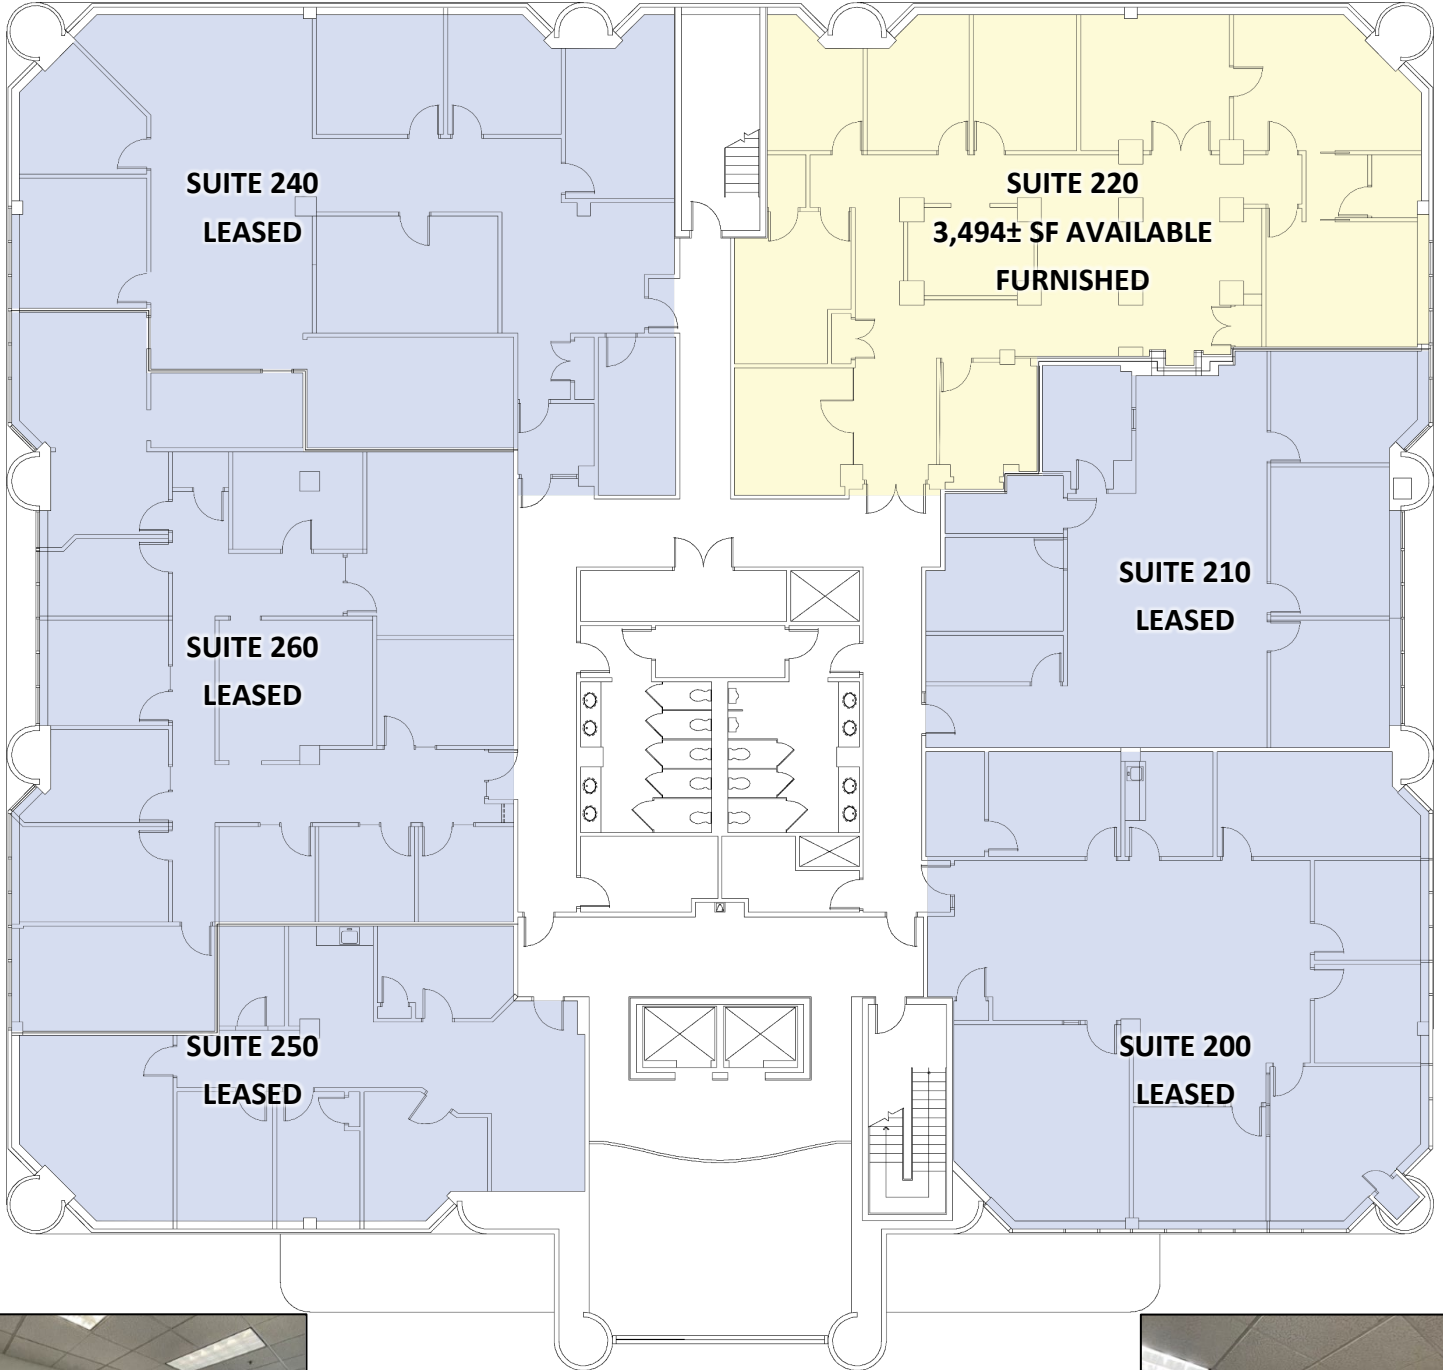 SUITE 240
LEASED
SUITE 220
3,494± SF AVAILABLE
FURNISHED
SUITE 210
LEASED
SUITE 260
LEASED
SUITE 250
LEASED
SUITE 200
LEASED